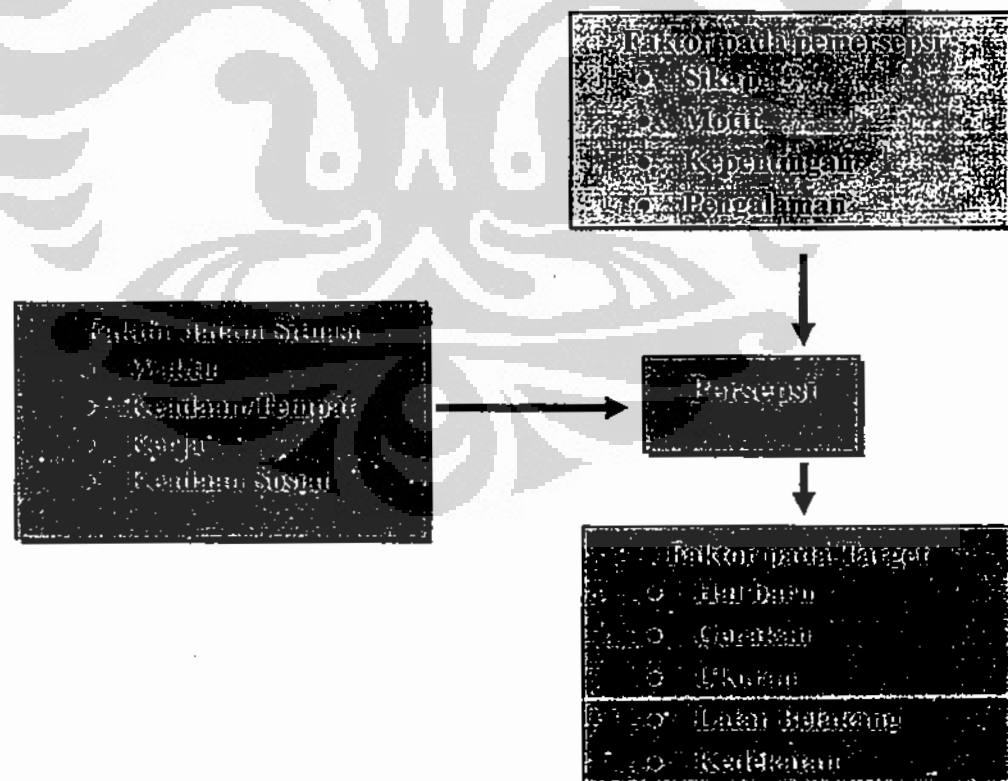 Faktor pada pemersepsi
Sikap
Motif
Kepentingan
Pengalaman
Faktor dalam Situasi
Waktu
Keadaan/Tempat
Kerja
Keadaan Sosial
Persepsi
Faktor pada Target
Hal baru
Gerakan
Ukuran
Latar Belakang
Kedekatan